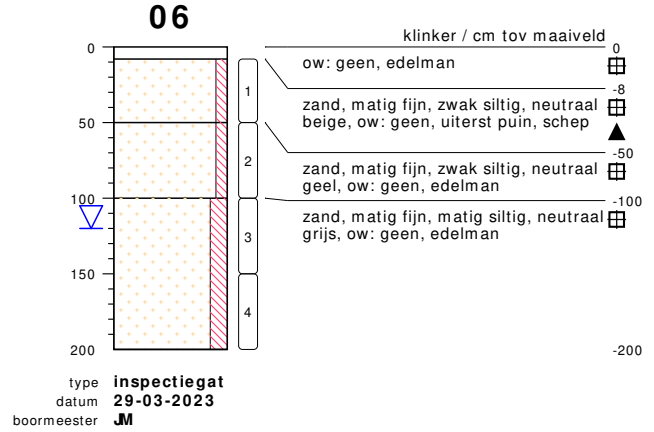 06
klinker / cm tov maaiveld
0
0
ow: geen, edelman
-8
1
zand, matig fijn, zwak siltig, neutraal
beige, ow: geen, uiterst puin, schep
50
-50
2
zand, matig fijn, zwak siltig, neutraal
geel, ow: geen, edelman
100
-100
zand, matig fijn, matig siltig, neutraal
grijs, ow: geen, edelman
3
150
4
200
-200
type inspectiegat
datum 29-03-2023
boormeester JM